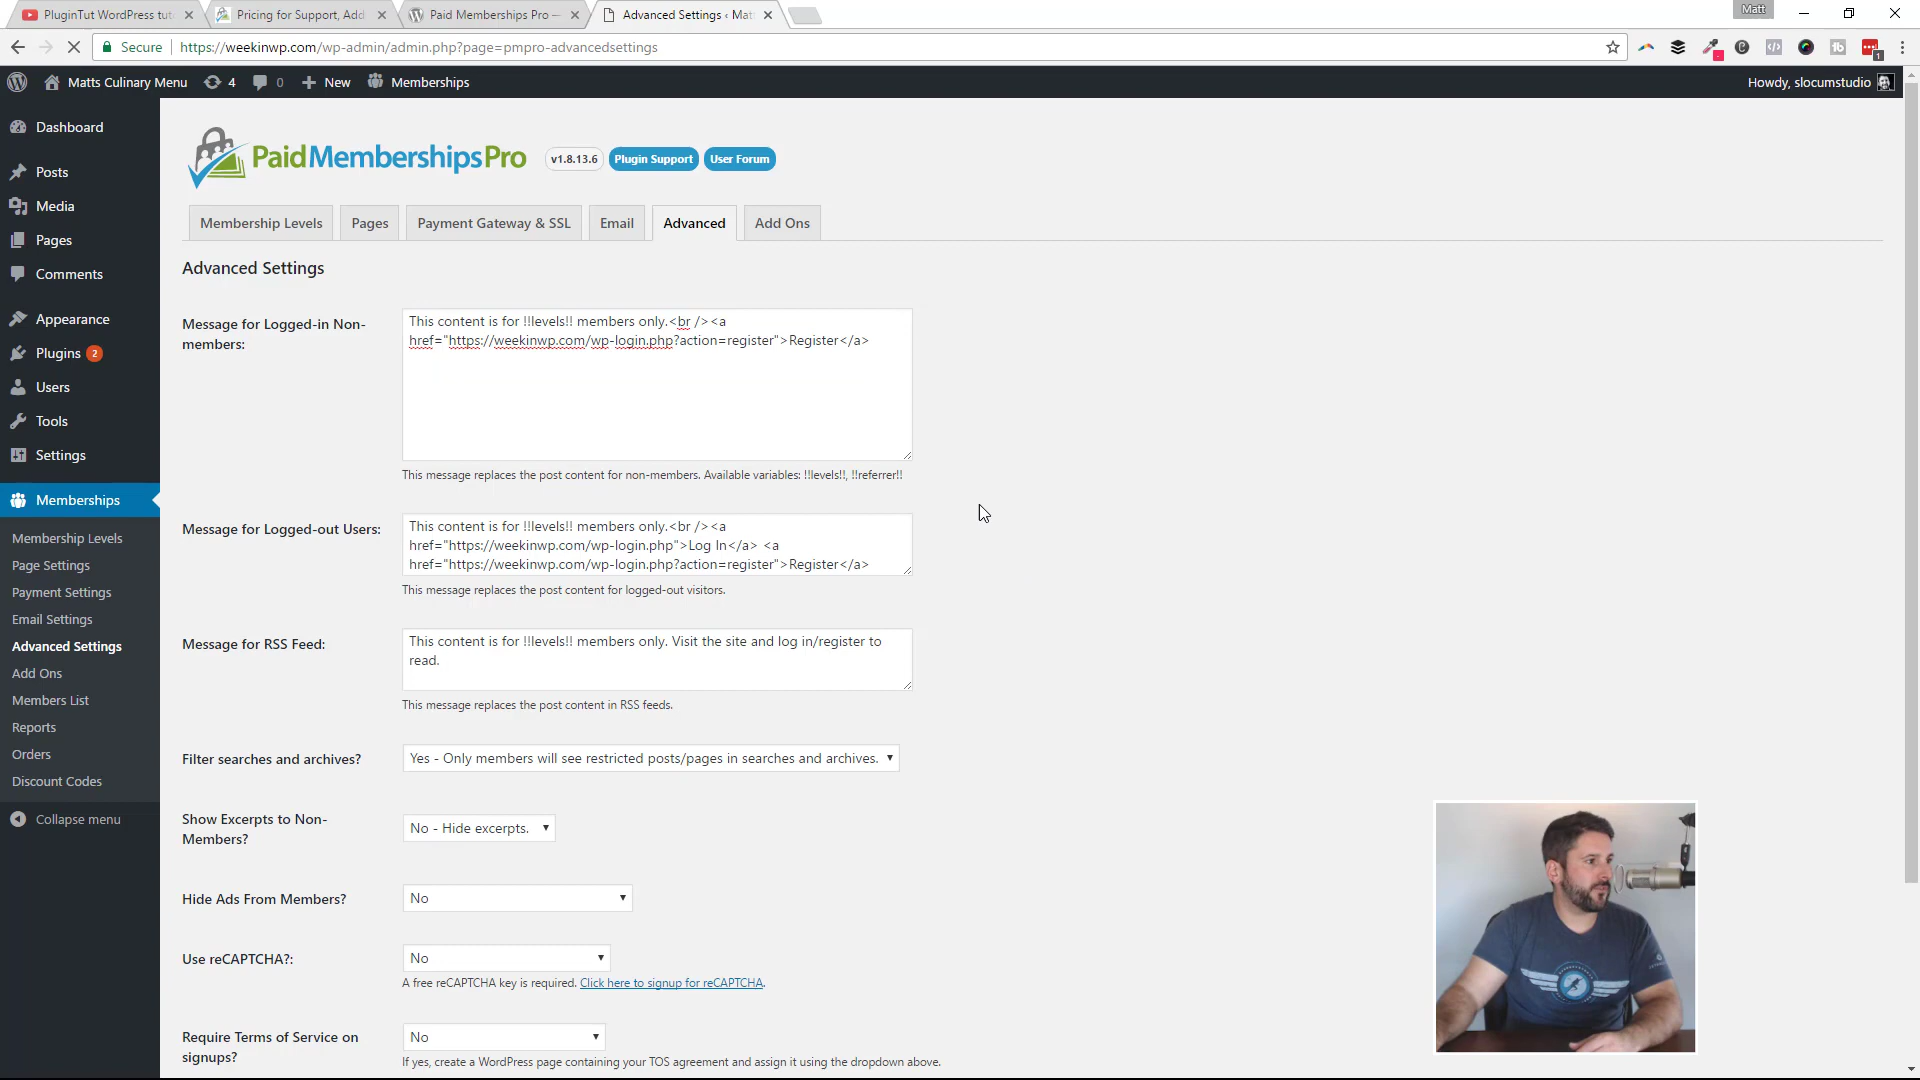 PluginTut WordPress tut
Pricing for Support, Add
Paid Memberships Pro —
Advanced Settings ‹ Mat
Matt
Secure
https://weekinwp.com/wp-admin/admin.php?page=pmpro-advancedsettings
1
Matts Culinary Menu
4
0
New
Memberships
Howdy, slocumstudio
Dashboard
Posts
Media
Pages
Comments
Appearance
Plugins 2
Users
Tools
Settings
Memberships
Membership Levels
Page Settings
Payment Settings
Email Settings
Advanced Settings
Add Ons
Members List
Reports
Orders
Discount Codes
Collapse menu
PaidMembershipsPro
v1.8.13.6
Plugin Support
User Forum
Membership Levels
Pages
Payment Gateway & SSL
Email
Advanced
Add Ons
Advanced Settings
Message for Logged-in Non-
members:
This content is for !!levels!! members only.<br /><a
href="https://weekinwp.com/wp-login.php?action=register">Register</a>
This message replaces the post content for non-members. Available variables: !!levels!!, !!referrer!!
Message for Logged-out Users:
This content is for !!levels!! members only.<br /><a
href="https://weekinwp.com/wp-login.php">Log In</a> <a
href="https://weekinwp.com/wp-login.php?action=register">Register</a>
This message replaces the post content for logged-out visitors.
Message for RSS Feed:
This content is for !!levels!! members only. Visit the site and log in/register to
read.
This message replaces the post content in RSS feeds.
Filter searches and archives?
Yes - Only members will see restricted posts/pages in searches and archives.
Show Excerpts to Non-
Members?
No - Hide excerpts.
Hide Ads From Members?
No
Use reCAPTCHA?:
No
A free reCAPTCHA key is required. Click here to signup for reCAPTCHA.
Require Terms of Service on
signups?
No
If yes, create a WordPress page containing your TOS agreement and assign it using the dropdown above.